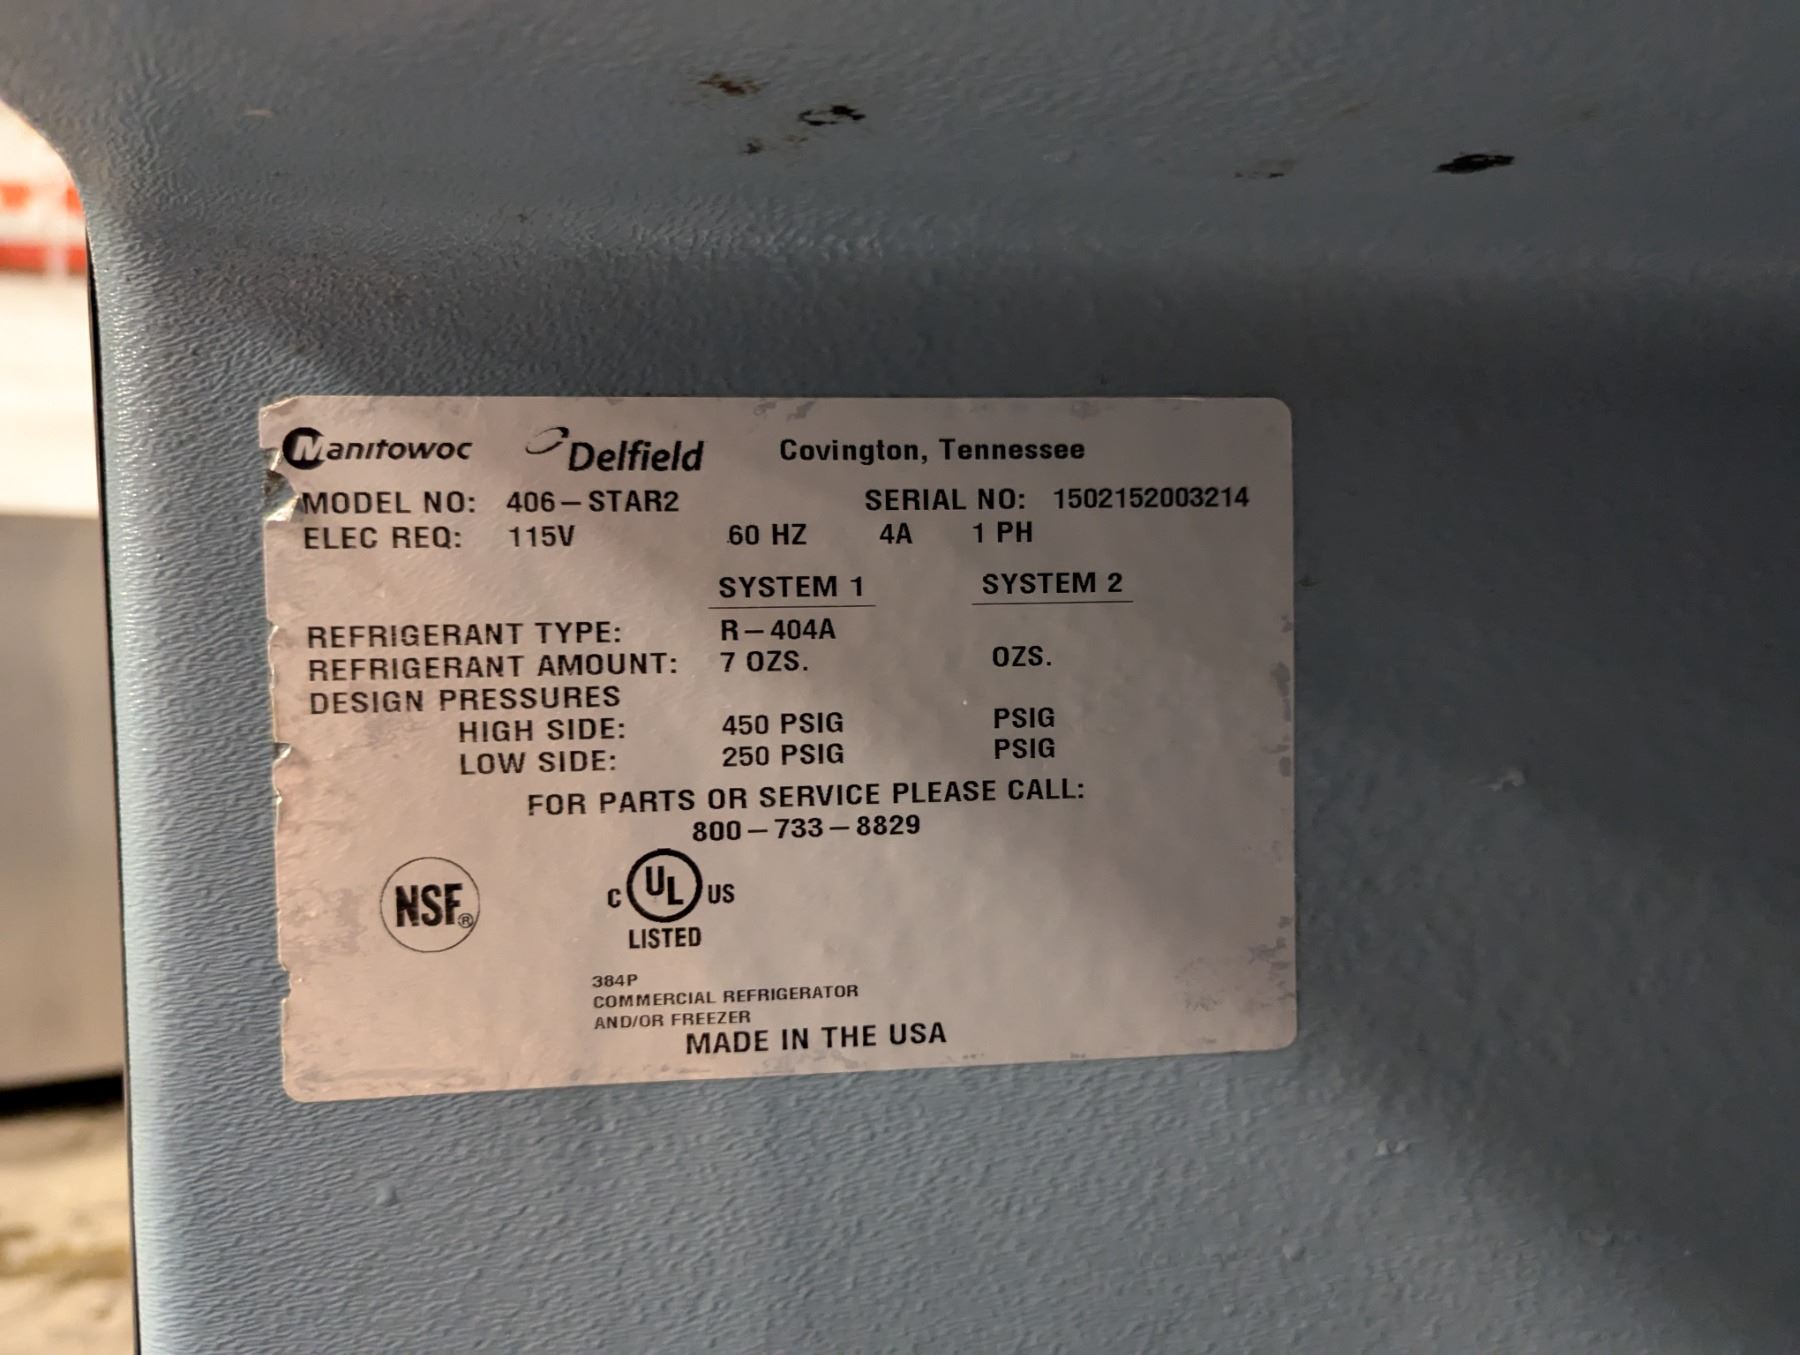 Manitowoc Delfield Covington, Tennessee
MODEL NO: 406-STAR2 SERIAL NO: 1502152003214
ELEC REQ: 115V 60 HZ 4A 1 PH
SYSTEM 1 SYSTEM 2
REFRIGERANT TYPE: R-404A
REFRIGERANT AMOUNT: 7 OZS. OZS.
DESIGN PRESSURES
HIGH SIDE: 450 PSIG PSIG
LOW SIDE: 250 PSIG PSIG
FOR PARTS OR SERVICE PLEASE CALL:
800-733-8829
NSF®
C UL US
LISTED
384P
COMMERCIAL REFRIGERATOR
AND/OR FREEZER
MADE IN THE USA